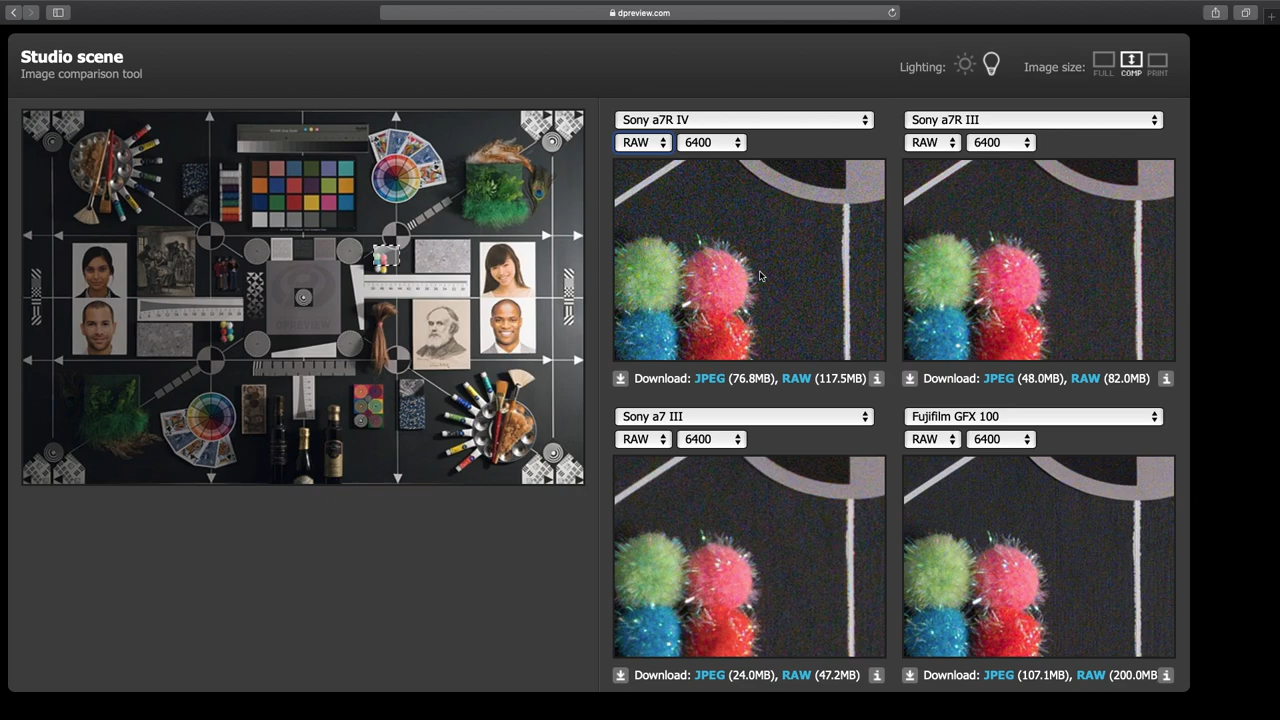 dpreview.com
Studio scene
Image comparison tool
Lighting:
Image size:
FULL
COMP
PRINT
Sony a7R IV
RAW
6400
Sony a7R III
RAW
6400
Download: JPEG (76.8MB), RAW (117.5MB)
Download: JPEG (48.0MB), RAW (82.0MB)
Sony a7 III
RAW
6400
Fujifilm GFX 100
RAW
6400
Download: JPEG (24.0MB), RAW (47.2MB)
Download: JPEG (107.1MB), RAW (200.0MB
DPREVIEW